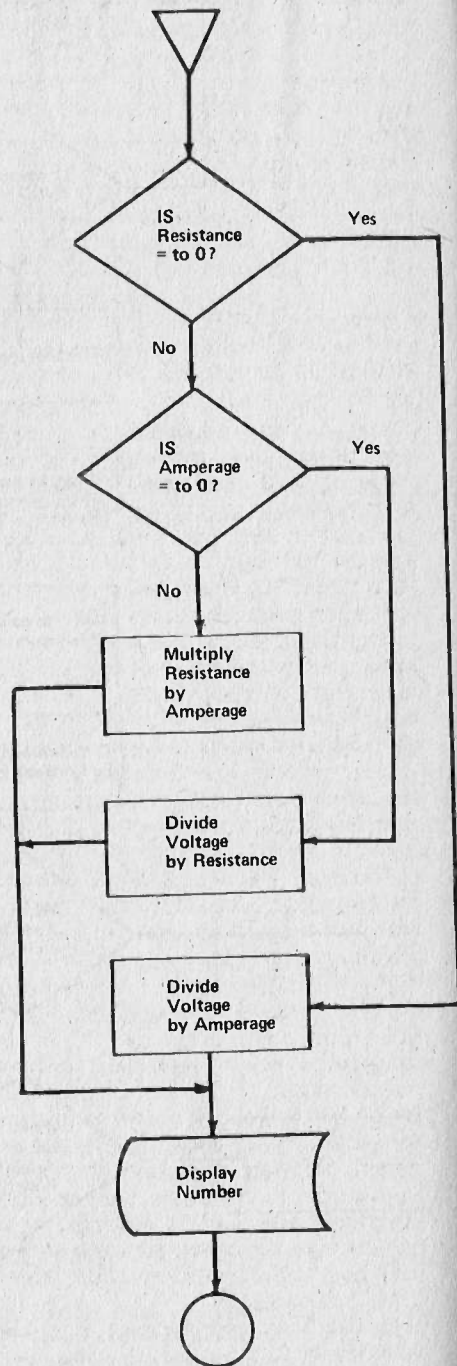 IS
Resistance
= to 0?
Yes
No
IS
Amperage
= to 0?
Yes
No
Multiply
Resistance
by
Amperage
Divide
Voltage
by Resistance
Divide
Voltage
by Amperage
Display
Number